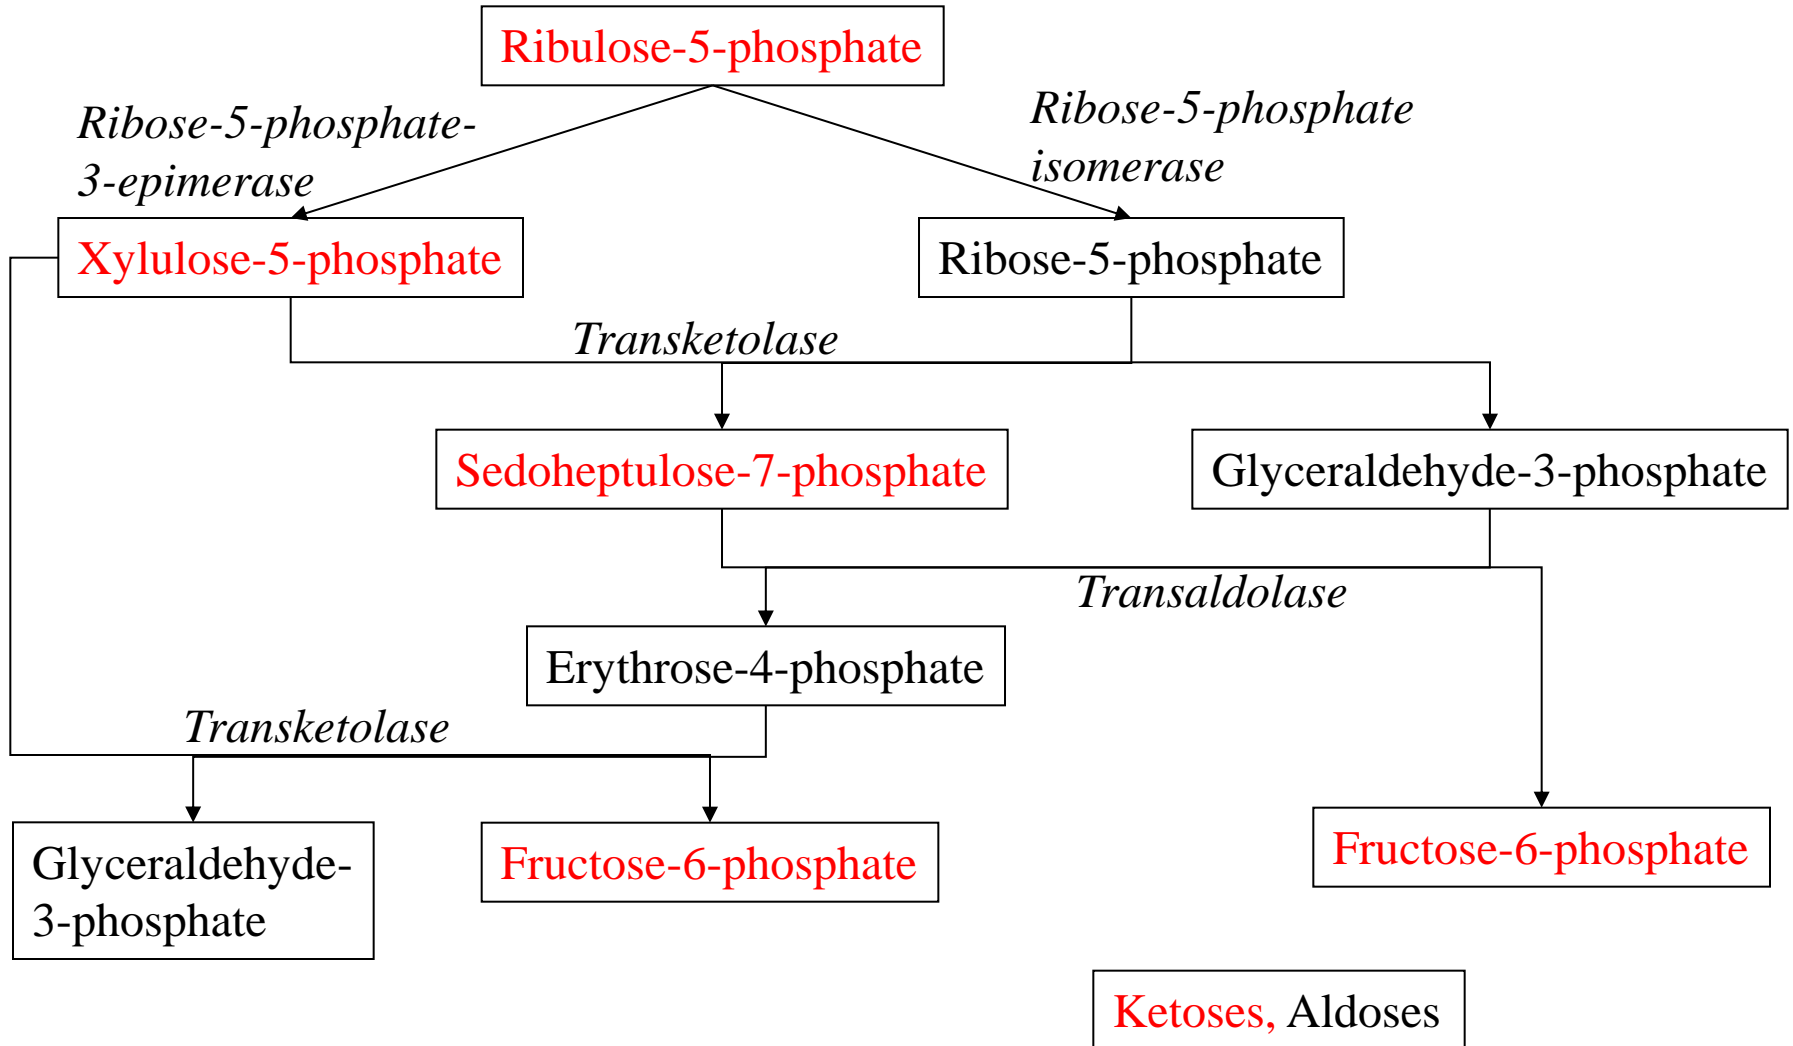 Ribulose-5-phosphate
Ribose-5-phosphate-
3-epimerase
Ribose-5-phosphate
isomerase
Xylulose-5-phosphate
Ribose-5-phosphate
Transketolase
Sedoheptulose-7-phosphate
Glyceraldehyde-3-phosphate
Transaldolase
Erythrose-4-phosphate
Transketolase
Glyceraldehyde-
3-phosphate
Fructose-6-phosphate
Fructose-6-phosphate
Ketoses, Aldoses